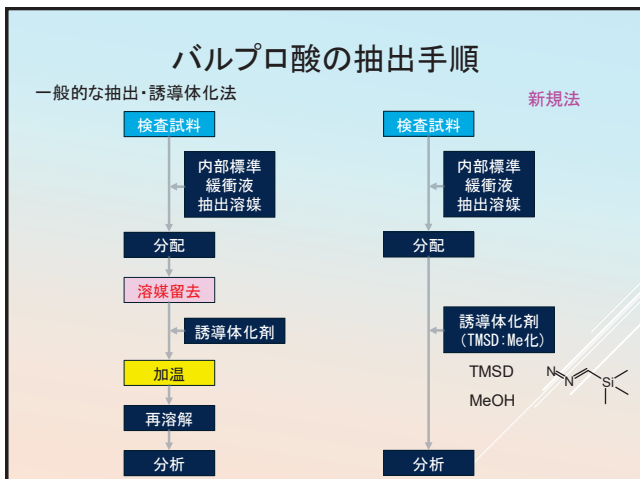 バルプロ酸の抽出手順
一般的な抽出・誘導体化法
検査試料
内部標準
緩衝液
抽出溶媒
分配
溶媒留去
誘導体化剤
加温
再溶解
分析
新規法
検査試料
内部標準
緩衝液
抽出溶媒
分配
誘導体化剤
(TMSD:Me化)
TMSD
N=N
Si
MeOH
分析